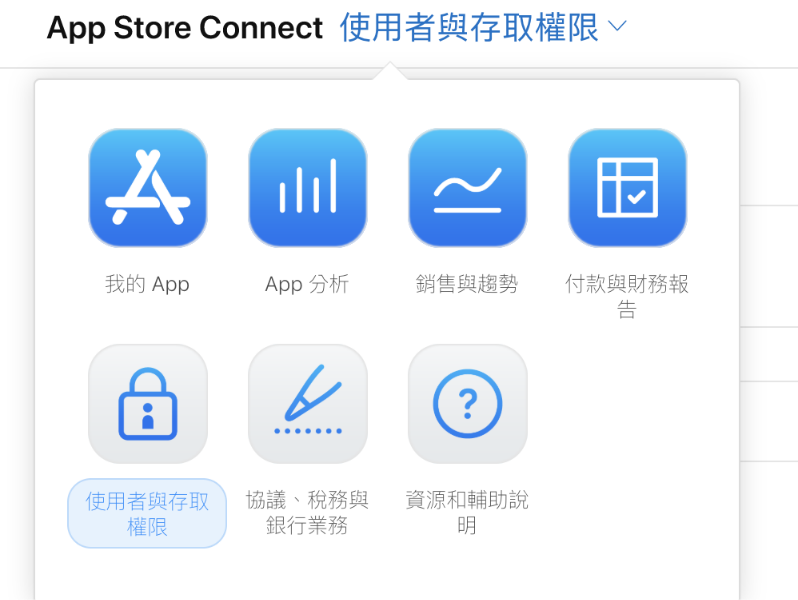 App Store Connect 使用者與存取權限
我的 App
App 分析
銷售與趨勢
付款與財務報
告
使用者與存取
權限
協議、稅務與
銀行業務
資源和輔助說
明